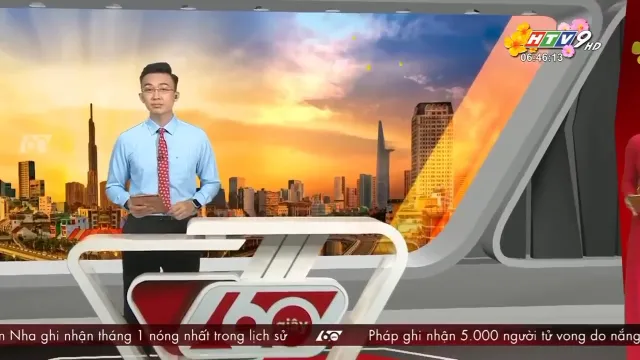 HTV9 HD
06:46:13
60 giây
n Nha ghi nhận tháng 1 nóng nhất trong lịch sử 60 Pháp ghi nhận 5.000 người tử vong do nắng